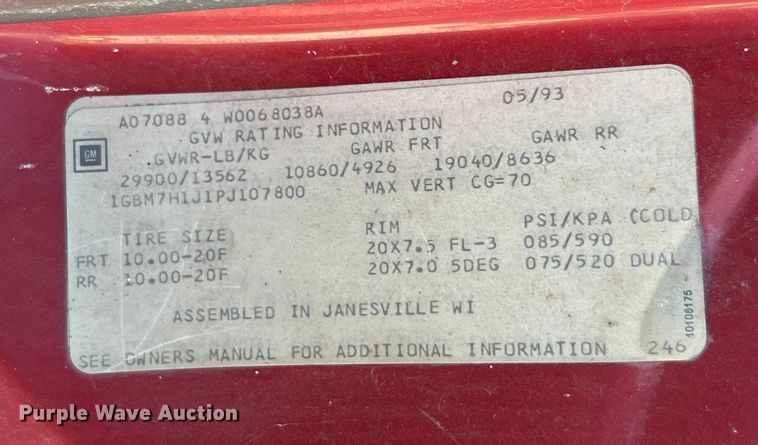 A07088 4 W0068038A 05/93
GVW RATING INFORMATION
GM GVWR-LB/KG GAWR FRT GAWR RR
29900/13562 10860/4926 19040/8636
1GBM7H1J1PJ107800 MAX VERT CG=70
TIRE SIZE RIM PSI/KPA (COLD
FRT 10.00-20F 20X7.5 FL-3 085/590
RR 10.00-20F 20X7.0 5DEG 075/520 DUAL
ASSEMBLED IN JANESVILLE WI
10108175
SEE OWNERS MANUAL FOR ADDITIONAL INFORMATION 246
Purple Wave Auction